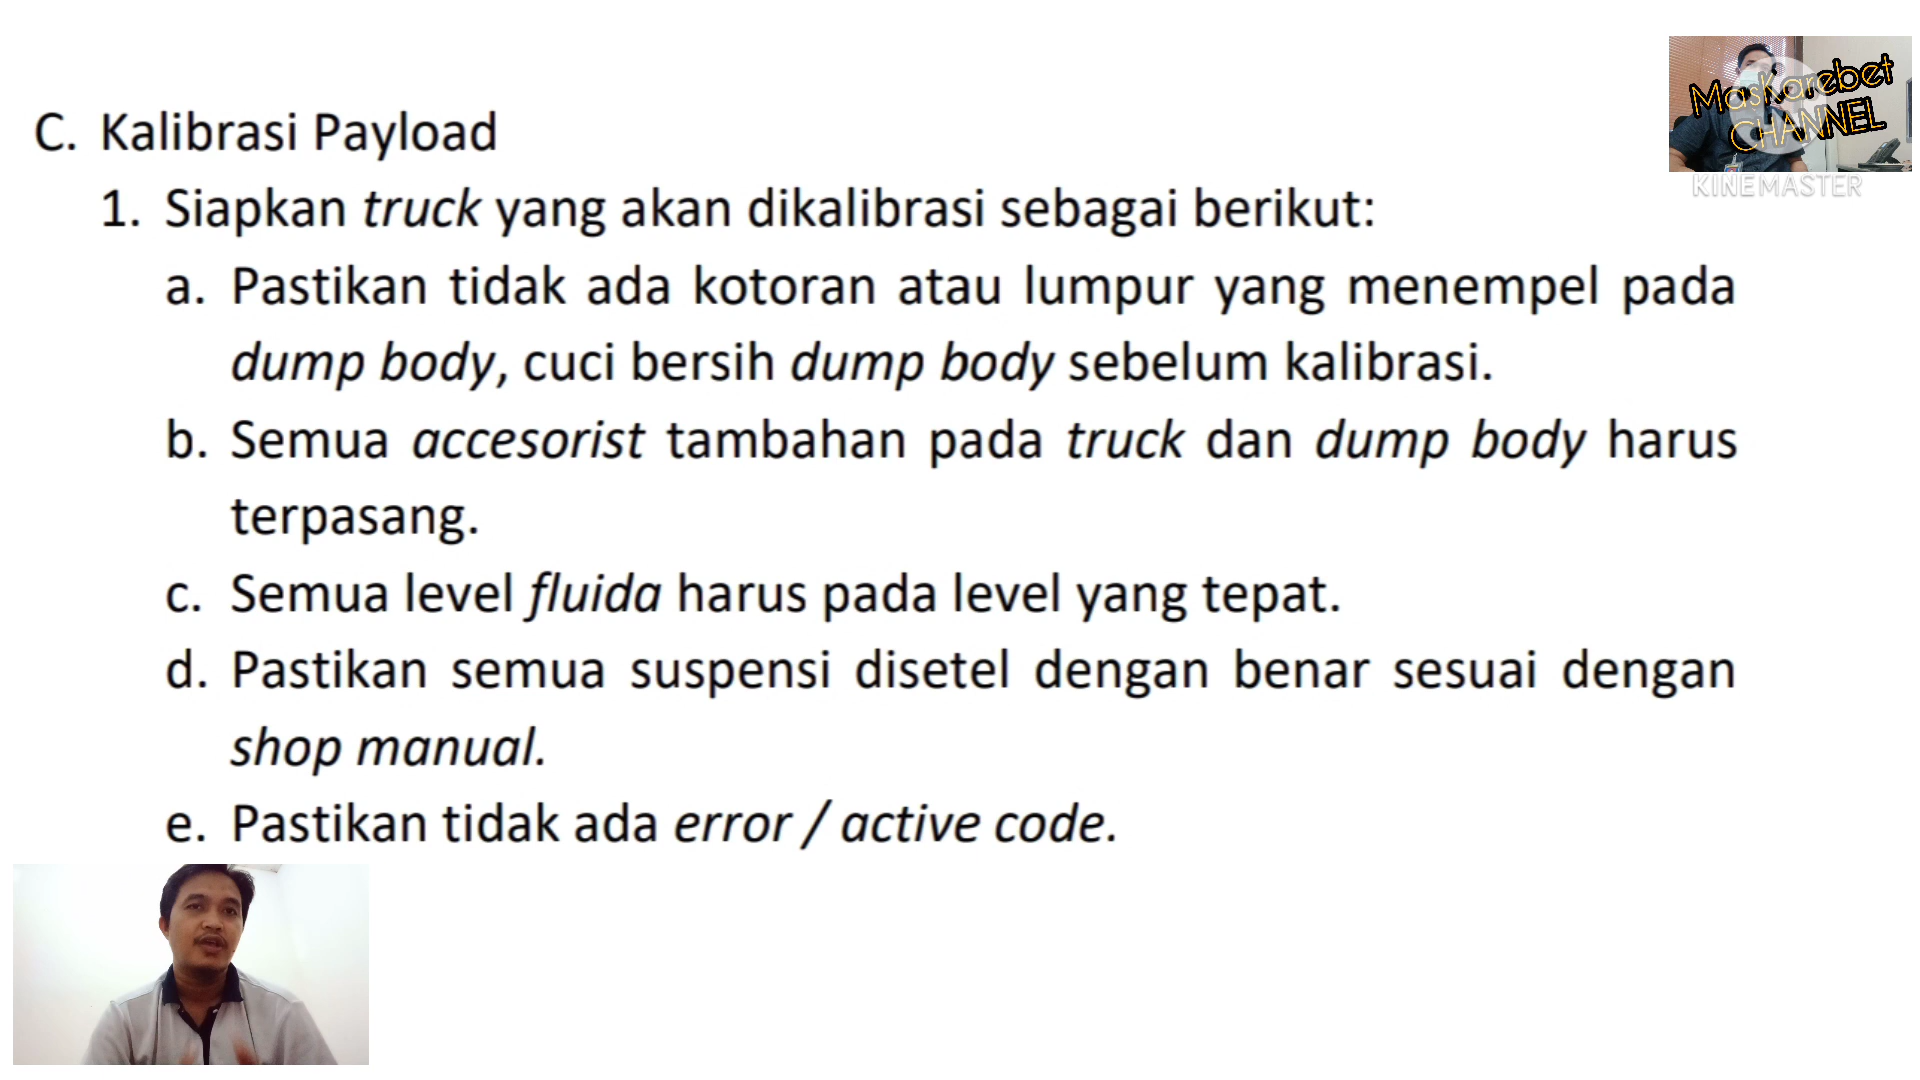 MasKarebet
CHANNEL
KINEMASTER
C. Kalibrasi Payload
1. Siapkan truck yang akan dikalibrasi sebagai berikut:
a. Pastikan tidak ada kotoran atau lumpur yang menempel pada
dump body, cuci bersih dump body sebelum kalibrasi.
b. Semua accesorist tambahan pada truck dan dump body harus
terpasang.
c. Semua level fluida harus pada level yang tepat.
d. Pastikan semua suspensi disetel dengan benar sesuai dengan
shop manual.
e. Pastikan tidak ada error / active code.